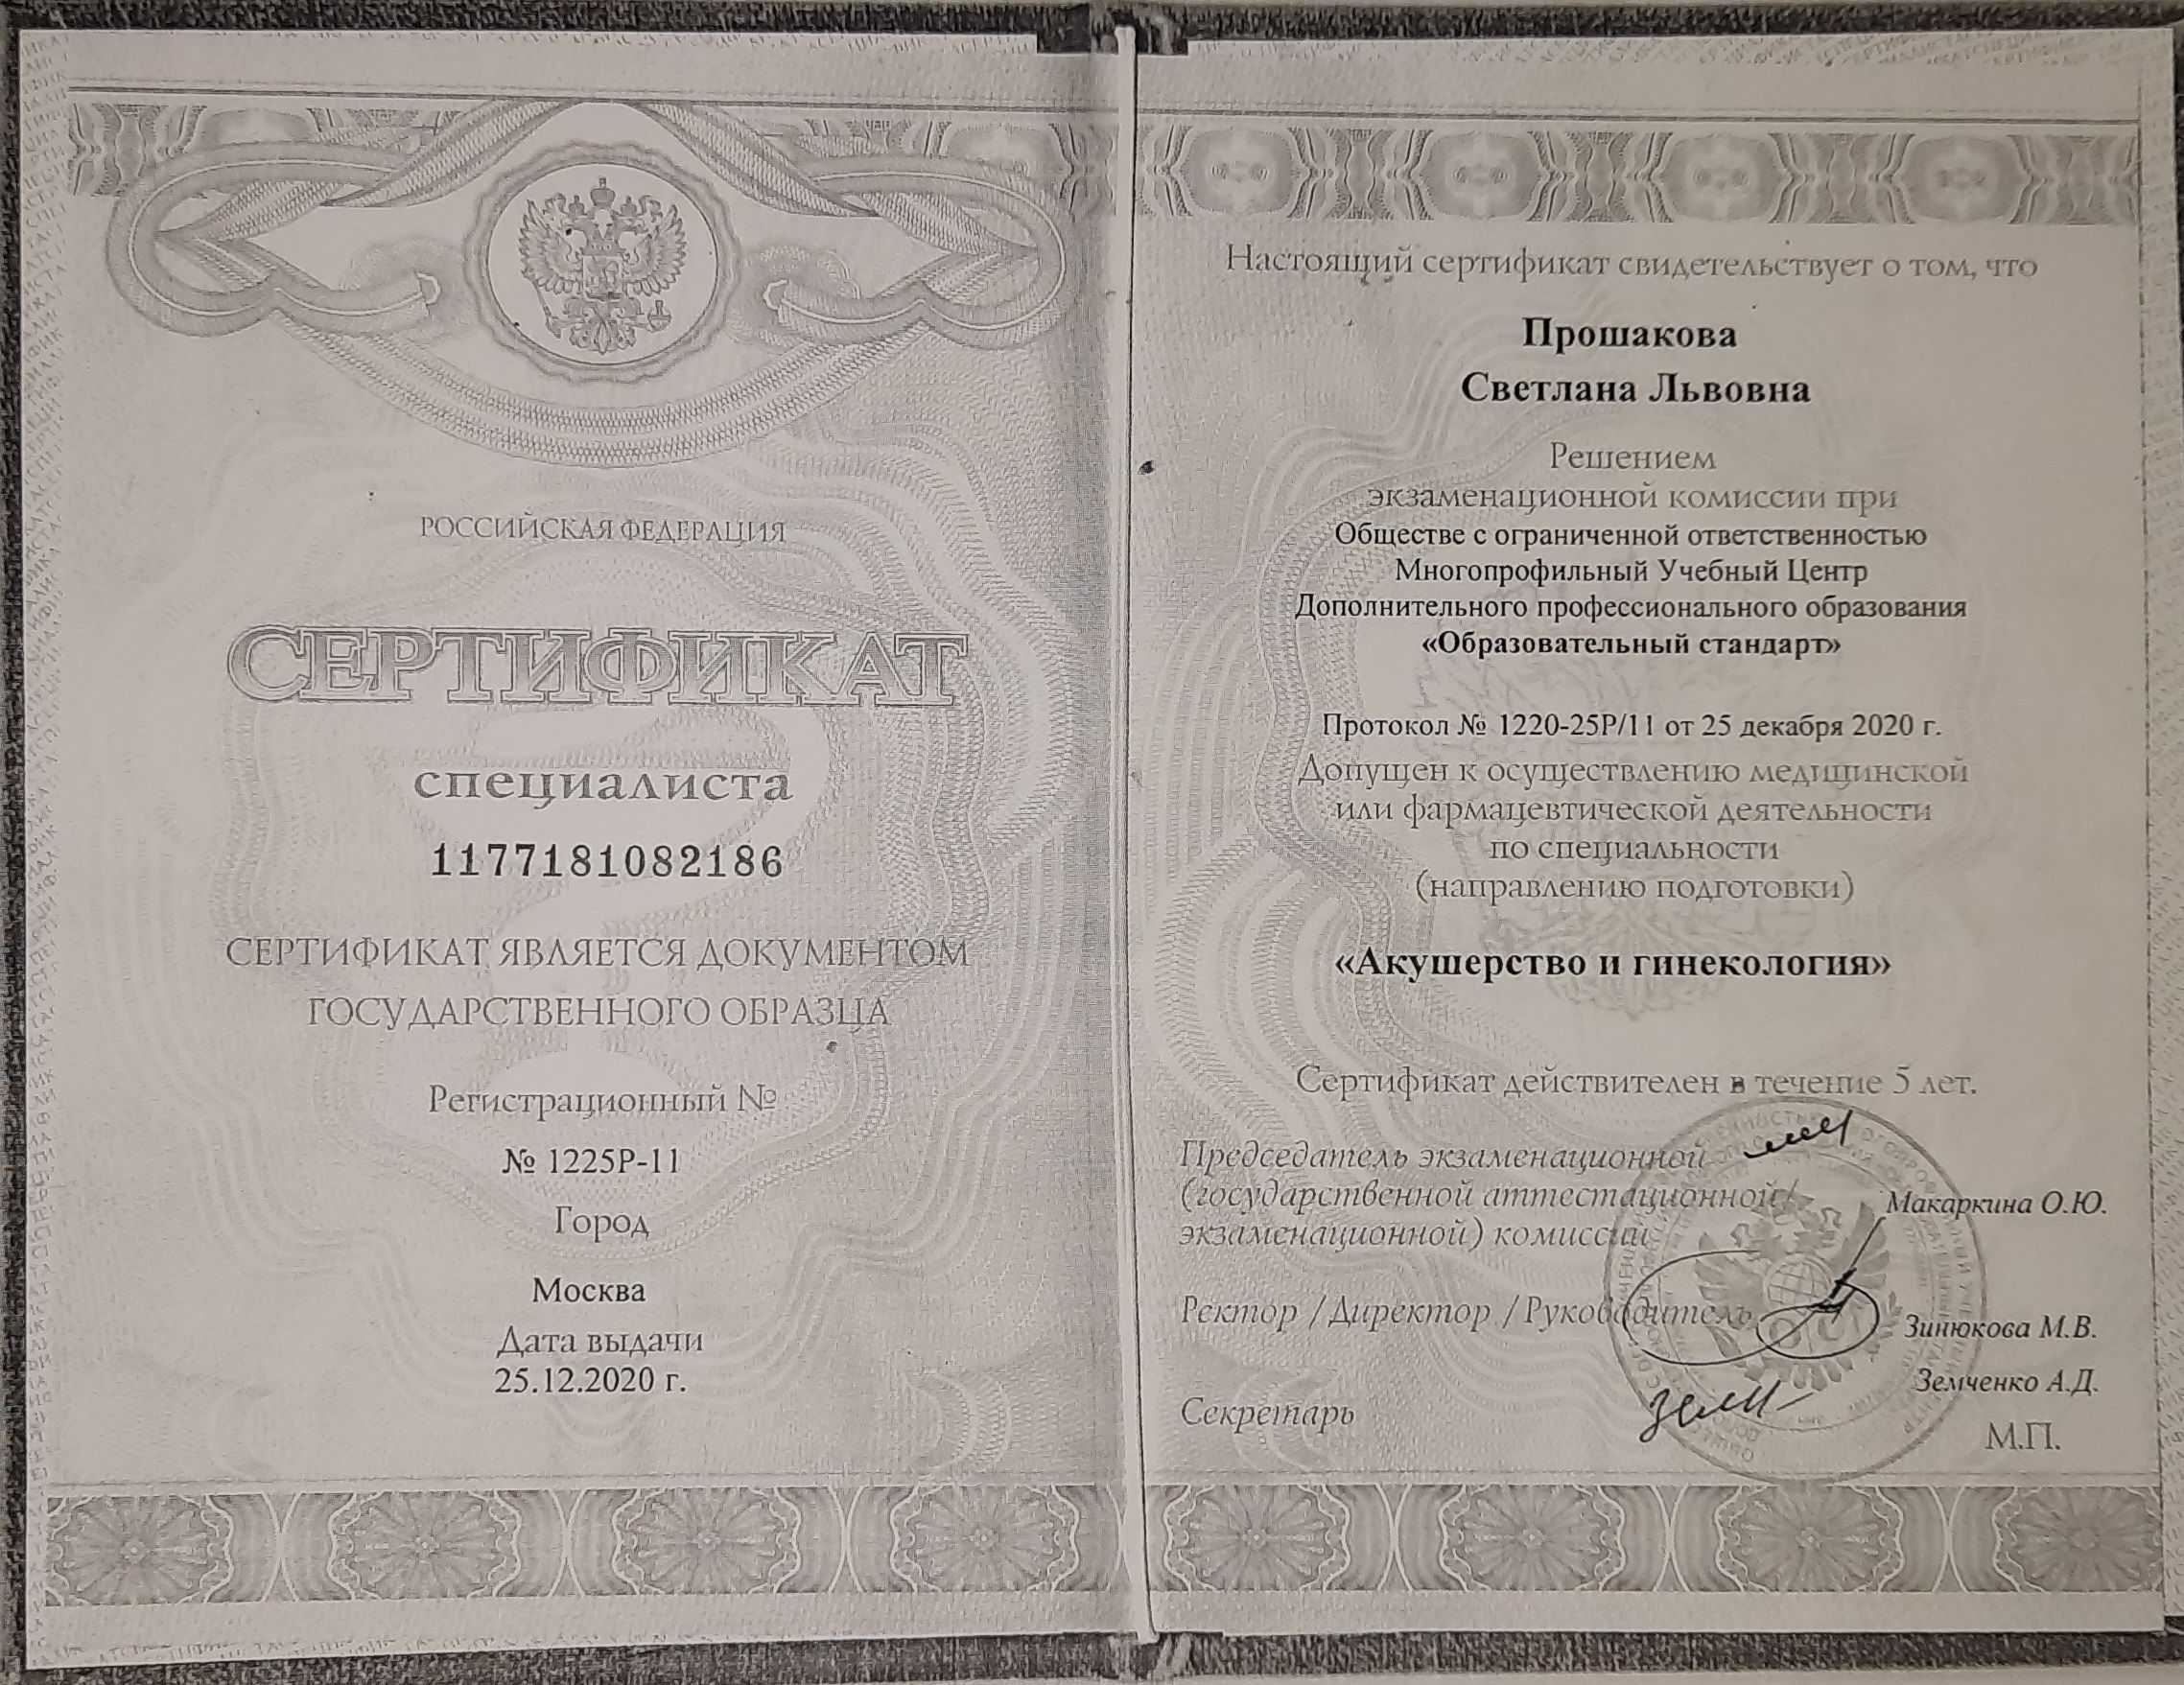 РОССИЙСКАЯ ФЕДЕРАЦИЯ
СЕРТИФИКАТ
специалиста
1177181082186
СЕРТИФИКАТ ЯВЛЯЕТСЯ ДОКУМЕНТОМ
ГОСУДАРСТВЕННОГО ОБРАЗЦА
Регистрационный №
№ 1225Р-11
Город
Москва
Дата выдачи
25.12.2020 г.
Настоящий сертификат свидетельствует о том, что
Прошакова
Светлана Львовна
Решением
экзаменационной комиссии при
Обществе с ограниченной ответственностью
Многопрофильный Учебный Центр
Дополнительного профессионального образования
«Образовательный стандарт»
Протокол № 1220-25Р/11 от 25 декабря 2020 г.
Допущен к осуществлению медицинской
или фармацевтической деятельности
по специальности
(направлению подготовки)
«Акушерство и гинекология»
Сертификат действителен в течение 5 лет.
Председатель экзаменационной
(государственной аттестационной/
экзаменационной) комиссии
Макаркина О.Ю.
Ректор /Директор /Руководитель
Зинюкова М.В.
Земченко А.Д.
Секретарь
М.П.